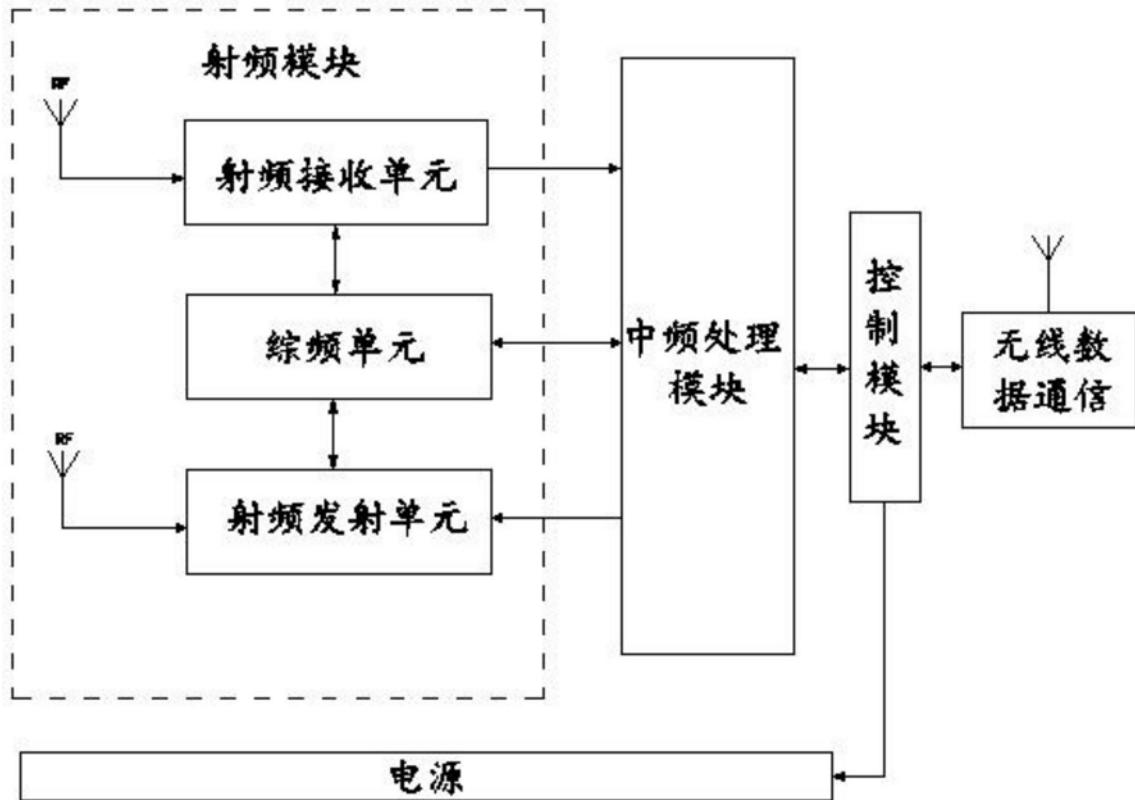 射频模块
RF
射频接收单元
综频单元
RF
射频发射单元
中频处理
模块
控
制
模
块
无线数
据通信
电源